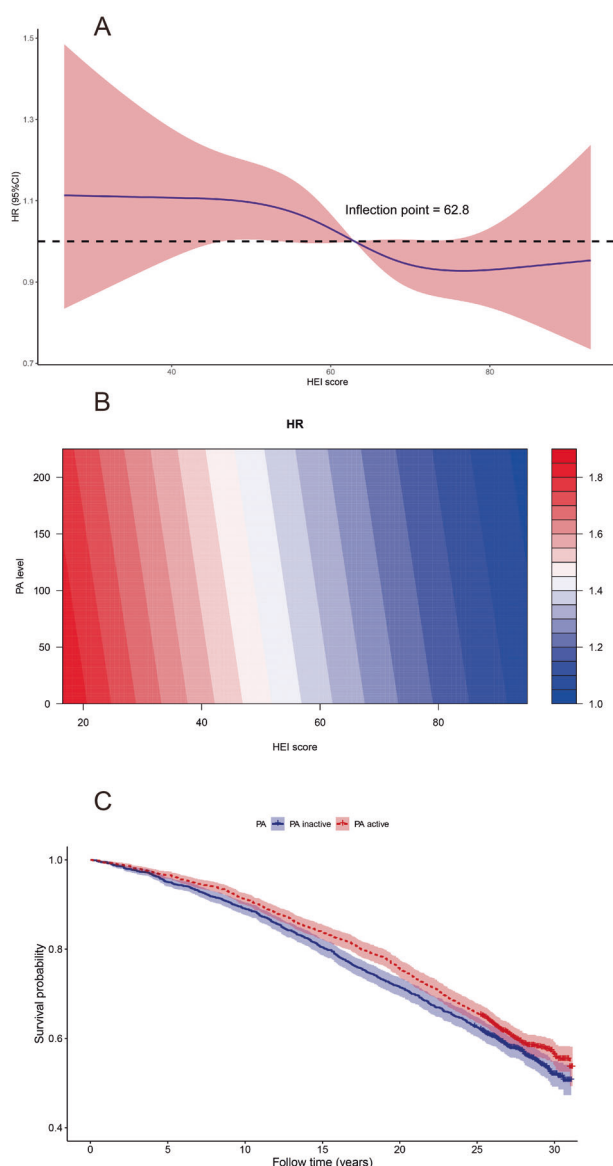 A
1.5
1.3
1.1
0.9
0.7
HR (95%CI)
Inflection point = 62.8
40
60
80
HEI score
B
HR
200
150
100
50
0
PA level
20
40
60
80
HEI score
1.8
1.6
1.4
1.2
1.0
C
PA PA inactive PA active
1.0
0.8
0.6
0.4
Survival probability
0
5
10
15
20
25
30
Follow time (years)